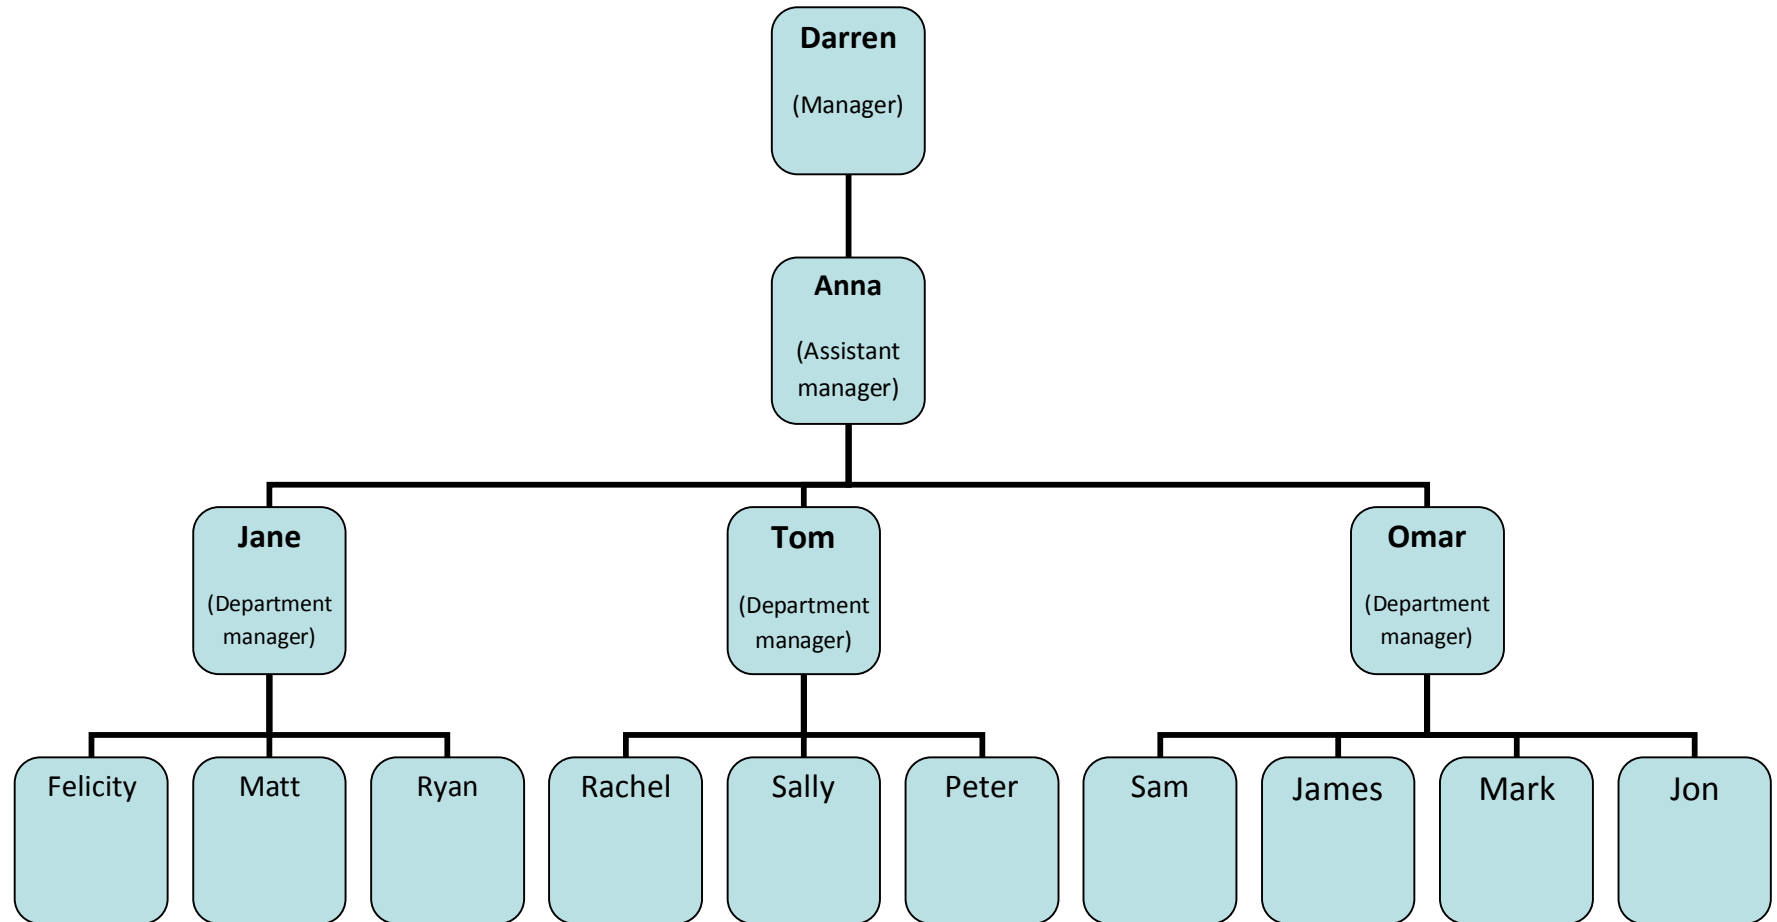 Darren
(Manager)
Anna
(Assistant
manager)
Jane
(Department
manager)
Tom
(Department
manager)
Omar
(Department
manager)
Felicity
Matt
Ryan
Rachel
Sally
Peter
Sam
James
Mark
Jon